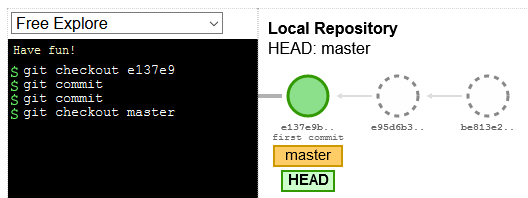 Free Explore
Have fun!
$ git checkout e137e9
$ git commit
$ git commit
$ git checkout master
Local Repository
HEAD: master
e137e9b..
first commit
e95d6b3..
be813e2..
master
HEAD